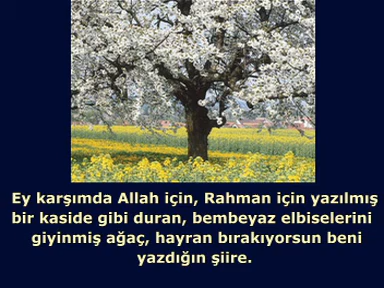 Ey karşımda Allah için, Rahman için yazılmış
bir kaside gibi duran, bembeyaz elbiselerini
giyinmiş ağaç, hayran bırakıyorsun beni
yazdığın şiire.